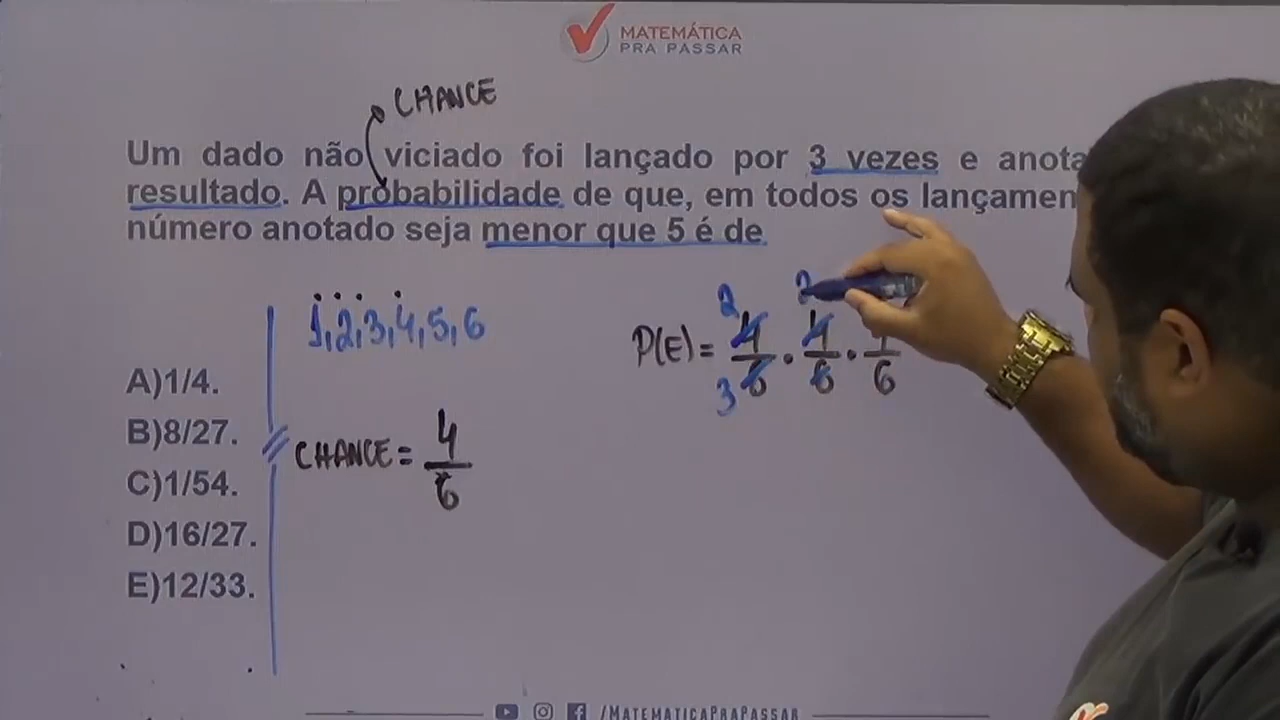 MATEMÁTICA
PRA PASSAR
CHANCE
Um dado não viciado foi lançado por 3 vezes e anota
resultado. A probabilidade de que, em todos os lançamen
número anotado seja menor que 5 é de
1,2,3,4,5,6
2 2
P(E) = 4/6 · 4/6 · 4/6
3
A)1/4.
B)8/27.
CHANCE = 4/6
C)1/54.
D)16/27.
E)12/33.
/MATEMATICAPRAPASSAR